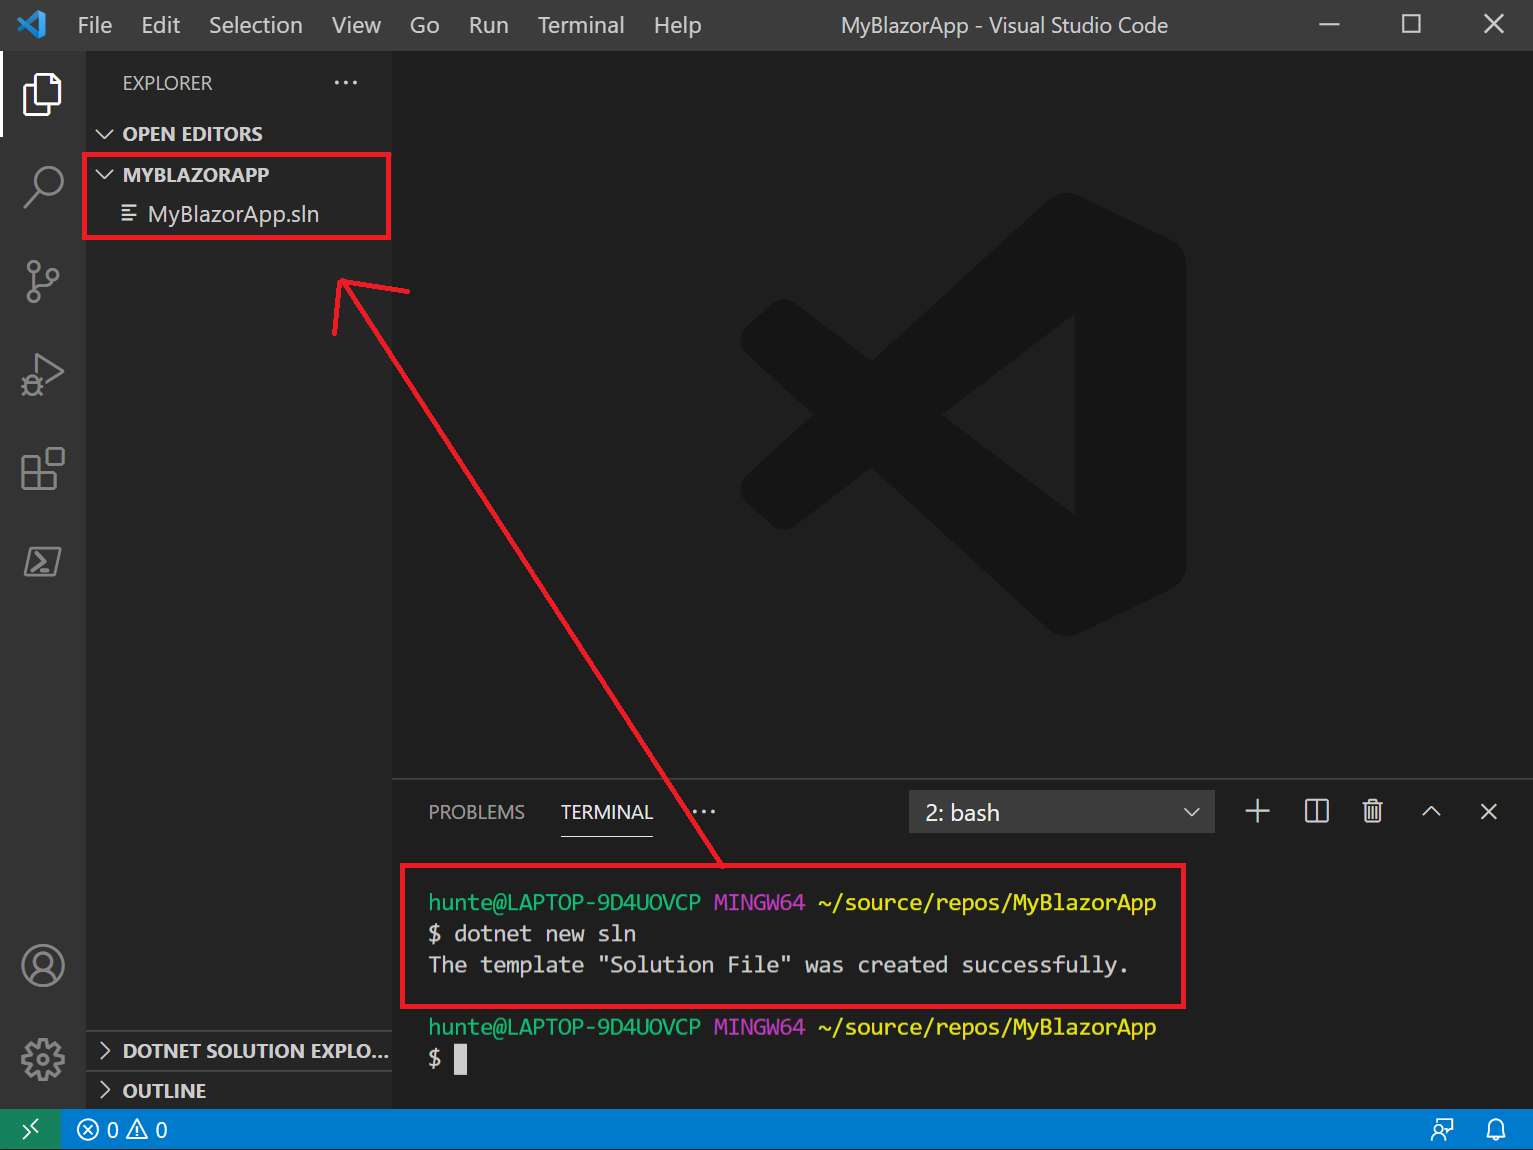 File Edit Selection View Go Run Terminal Help MyBlazorApp - Visual Studio Code
EXPLORER
OPEN EDITORS
MYBLAZORAPP
MyBlazorApp.sln
DOTNET SOLUTION EXPLO...
OUTLINE
PROBLEMS TERMINAL ... 2: bash
hunte@LAPTOP-9D4UOVCP MINGW64 ~/source/repos/MyBlazorApp
$ dotnet new sln
The template "Solution File" was created successfully.
hunte@LAPTOP-9D4UOVCP MINGW64 ~/source/repos/MyBlazorApp
$
0 0